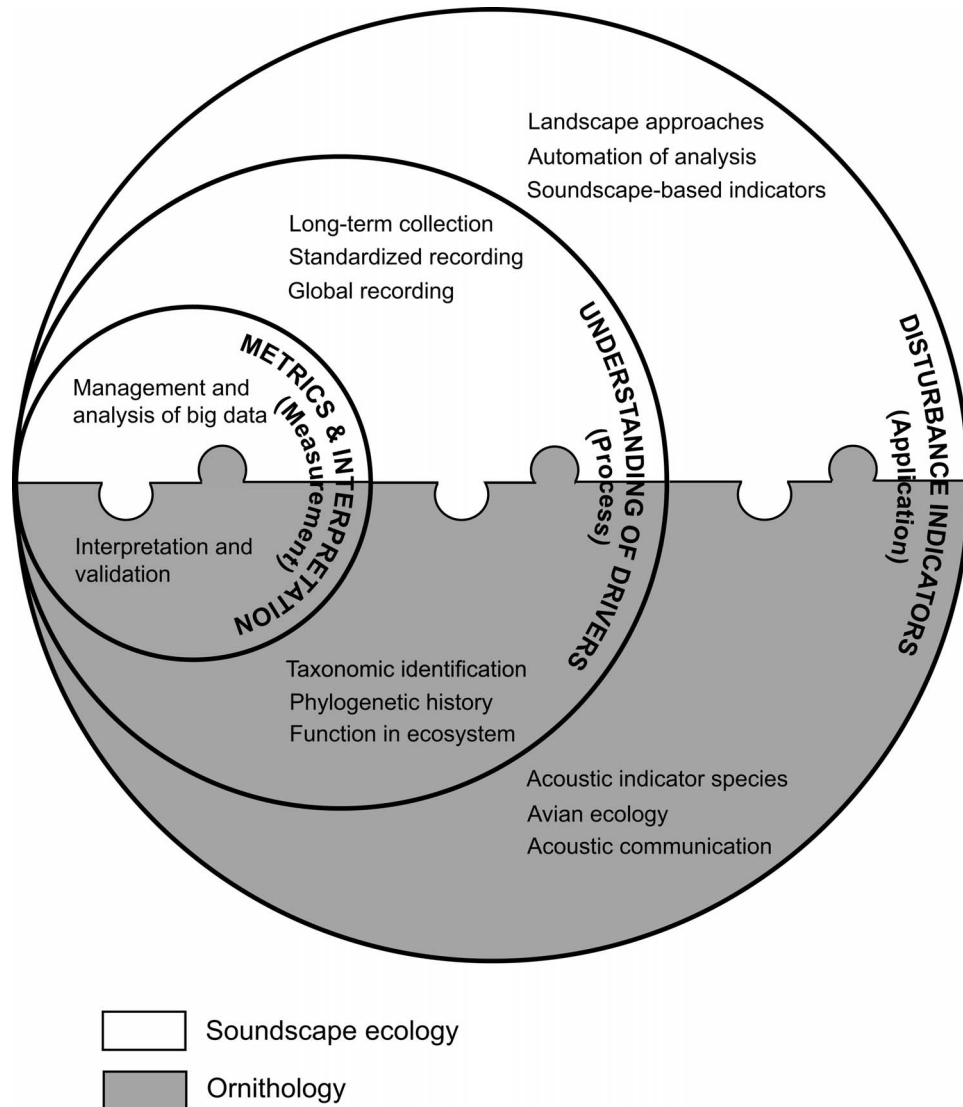 Landscape approaches
Automation of analysis
Soundscape-based indicators
Long-term collection
Standardized recording
Global recording
Management and
analysis of big data
METRICS & INTERPRETATION
(Measurement)
UNDERSTANDING OF DRIVERS
(Process)
DISTURBANCE INDICATORS
(Application)
Interpretation and
validation
Taxonomic identification
Phylogenetic history
Function in ecosystem
Acoustic indicator species
Avian ecology
Acoustic communication
Soundscape ecology
Ornithology